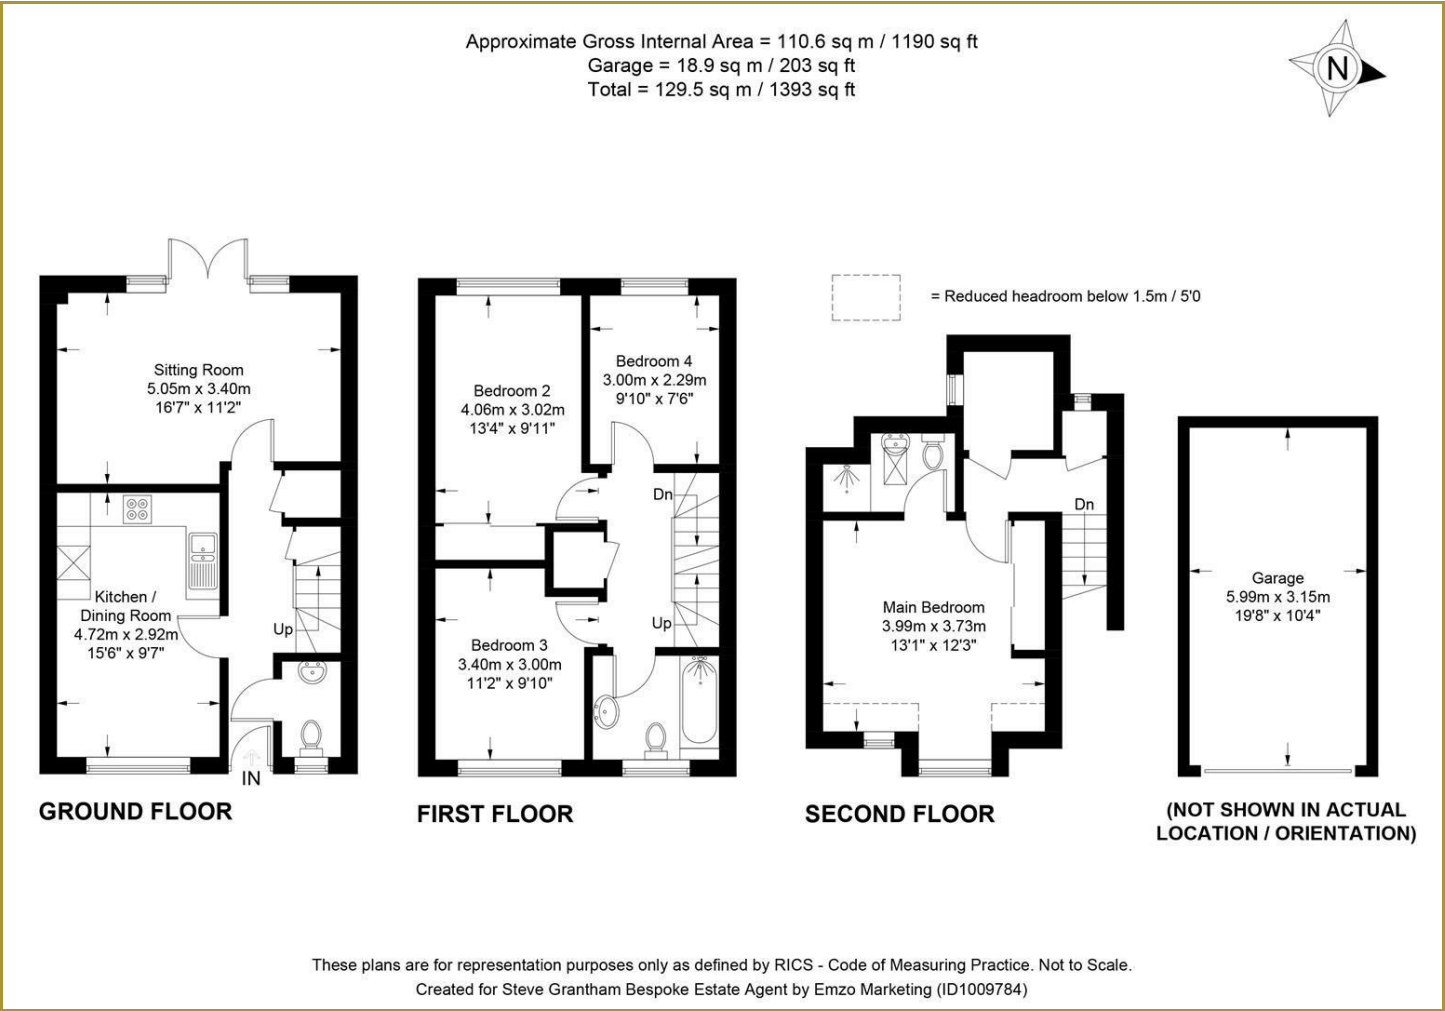 Approximate Gross Internal Area = 110.6 sq m / 1190 sq ft
Garage = 18.9 sq m / 203 sq ft
Total = 129.5 sq m / 1393 sq ft
N
= Reduced headroom below 1.5m / 5'0
Sitting Room
5.05m x 3.40m
16'7" x 11'2"
Kitchen /
Dining Room
4.72m x 2.92m
15'6" x 9'7"
Up
IN
GROUND FLOOR
Bedroom 2
4.06m x 3.02m
13'4" x 9'11"
Bedroom 4
3.00m x 2.29m
9'10" x 7'6"
Dn
Up
Bedroom 3
3.40m x 3.00m
11'2" x 9'10"
FIRST FLOOR
Dn
Main Bedroom
3.99m x 3.73m
13'1" x 12'3"
SECOND FLOOR
Garage
5.99m x 3.15m
19'8" x 10'4"
(NOT SHOWN IN ACTUAL
LOCATION / ORIENTATION)
These plans are for representation purposes only as defined by RICS - Code of Measuring Practice. Not to Scale.
Created for Steve Grantham Bespoke Estate Agent by Emzo Marketing (ID1009784)